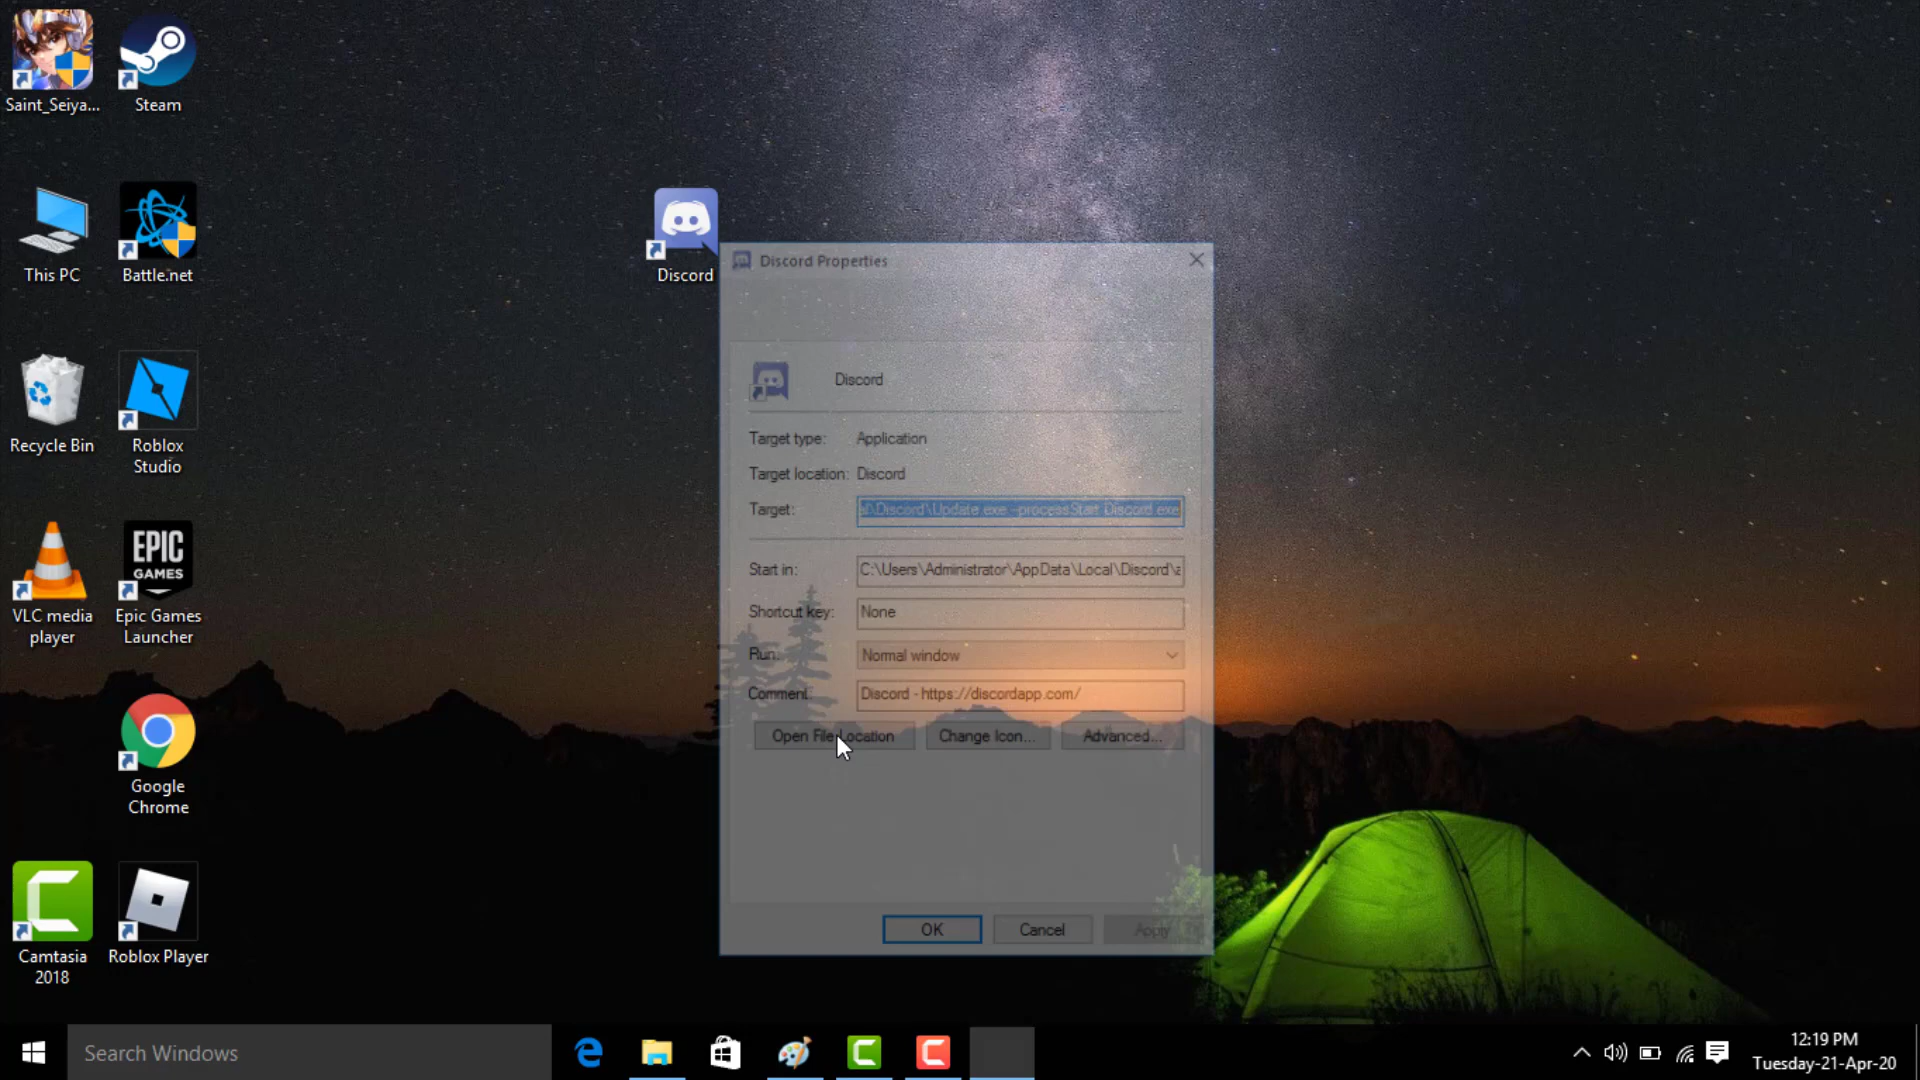 Saint_Seiya...
Steam
This PC
Battle.net
Discord
Recycle Bin
Roblox
Studio
VLC media
player
EPIC
GAMES
Epic Games
Launcher
Google
Chrome
Camtasia
2018
Roblox Player
Discord Properties
Discord
Target type: Application
Target location: Discord
Target: al\Discord\Update.exe --processStart Discord.exe
Start in: C:\Users\Administrator\AppData\Local\Discord\a
Shortcut key: None
Run: Normal window
Comment: Discord - https://discordapp.com/
Open File Location
Change Icon...
Advanced...
OK
Cancel
Apply
Search Windows
12:19 PM
Tuesday-21-Apr-20